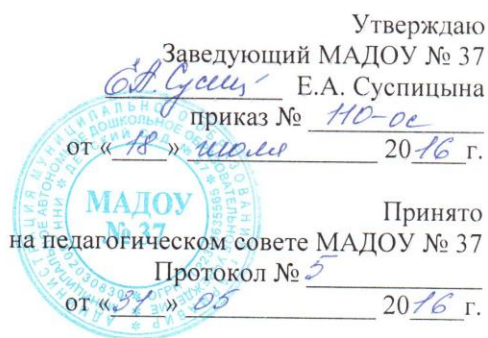 Утверждаю
Заведующий МАДОУ № 37
Е.А. Суспицына
приказ № 110-ос
от «18» июля 2016 г.
МАДОУ
№ 37
Принято
на педагогическом совете МАДОУ № 37
Протокол № 5
от «31» 05 2016 г.